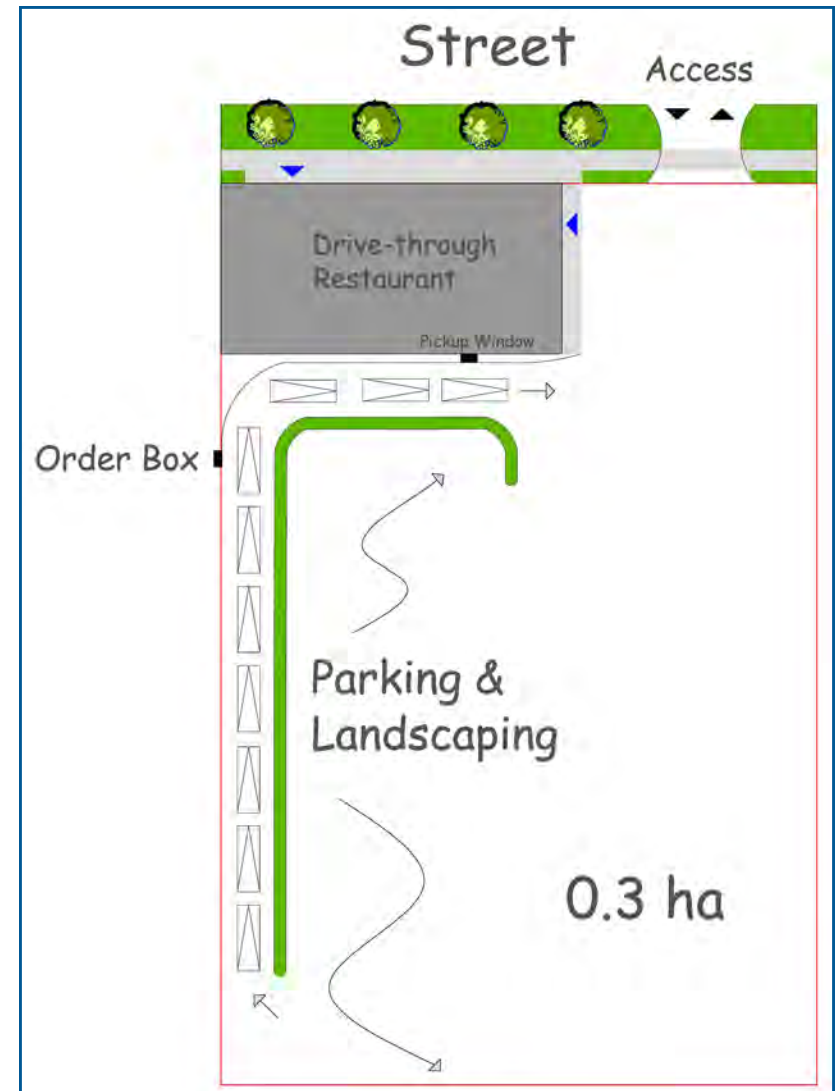 Street
Access
Drive-through
Restaurant
Pickup Window
Order Box
Parking &
Landscaping
0.3 ha